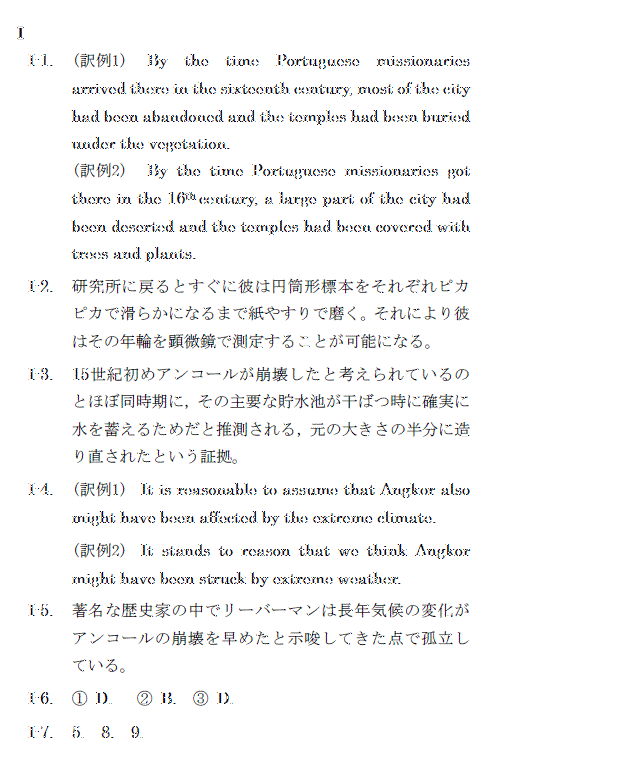 I
I-1. (訳例1) By the time Portuguese missionaries
arrived there in the sixteenth century, most of the city
had been abandoned and the temples had been buried
under the vegetation.
(訳例2) By the time Portuguese missionaries got
there in the 16th century, a large part of the city had
been deserted and the temples had been covered with
trees and plants.
I-2. 研究所に戻るとすぐに彼は円筒形標本をそれぞれピカ
ピカで滑らかになるまで紙やすりで磨く。それにより彼
はその年輪を顕微鏡で測定することが可能になる。
I-3. 15世紀初めアンコールが崩壊したと考えられているの
とほぼ同時期に，その主要な貯水池が干ばつ時に確実に
水を蓄えるためだと推測される，元の大きさの半分に造
り直されたという証拠。
I-4. (訳例1) It is reasonable to assume that Angkor also
might have been affected by the extreme climate.
(訳例2) It stands to reason that we think Angkor
might have been struck by extreme weather.
I-5. 著名な歴史家の中でリーバーマンは長年気候の変化が
アンコールの崩壊を早めたと示唆してきた点で孤立し
ている。
I-6. ① D. ② B. ③ D.
I-7. 5. 8. 9.